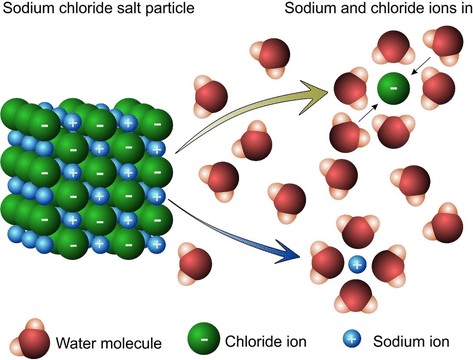 Sodium chloride salt particle
Sodium and chloride ions in
Water molecule
Chloride ion
Sodium ion